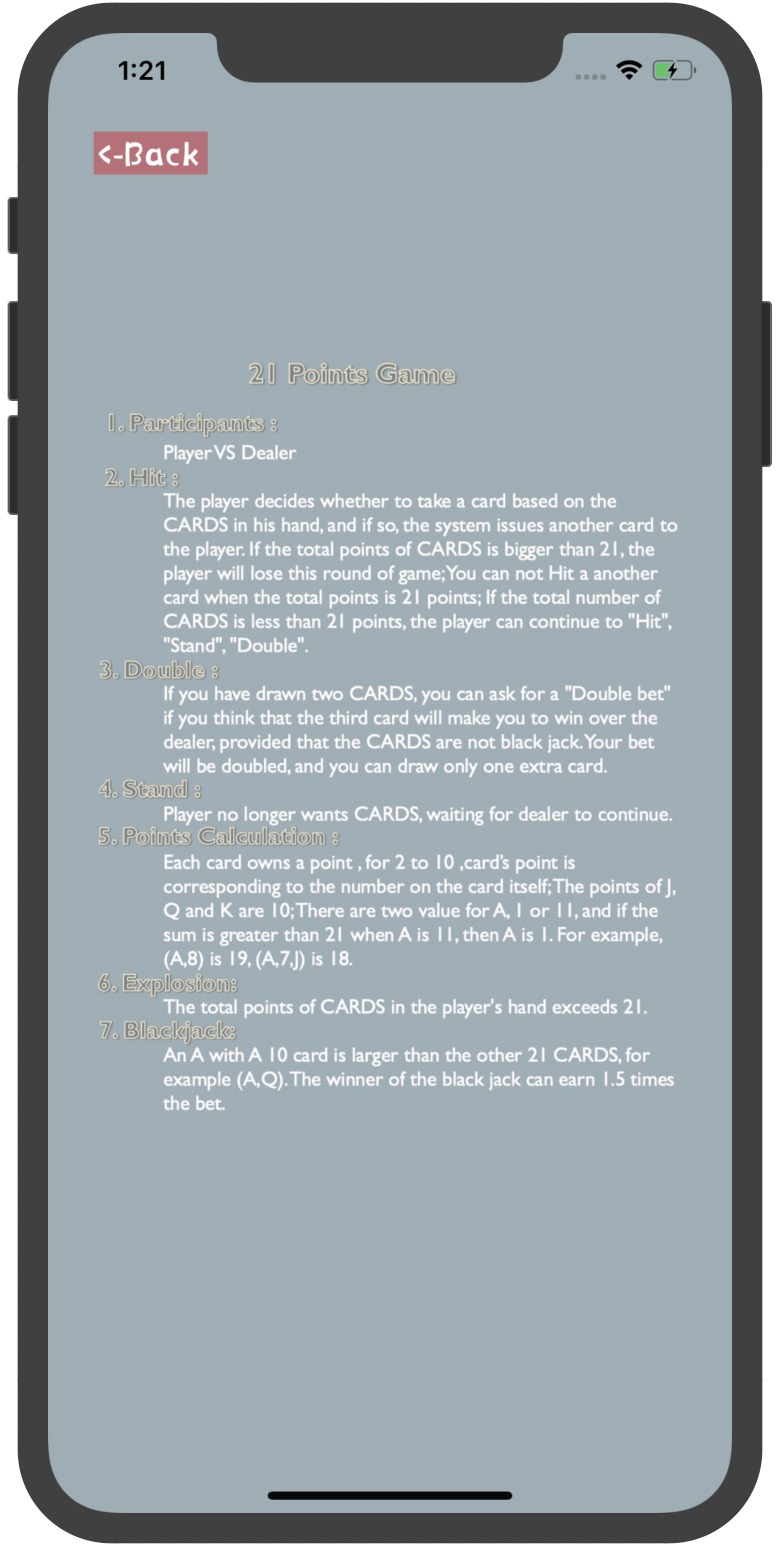 1:21
<-Back
21 Points Game
1. Participants :
Player VS Dealer
2. Hit :
The player decides whether to take a card based on the
CARDS in his hand, and if so, the system issues another card to
the player. If the total points of CARDS is bigger than 21, the
player will lose this round of game;You can not Hit a another
card when the total points is 21 points; If the total number of
CARDS is less than 21 points, the player can continue to "Hit",
"Stand", "Double".
3. Double :
If you have drawn two CARDS, you can ask for a "Double bet"
if you think that the third card will make you to win over the
dealer, provided that the CARDS are not black jack.Your bet
will be doubled, and you can draw only one extra card.
4. Stand :
Player no longer wants CARDS, waiting for dealer to continue.
5. Points Calculation :
Each card owns a point , for 2 to 10 ,card's point is
corresponding to the number on the card itself;The points of J,
Q and K are 10;There are two value for A, 1 or 11, and if the
sum is greater than 21 when A is 11, then A is 1. For example,
(A,8) is 19, (A,7,J) is 18.
6. Explosion:
The total points of CARDS in the player's hand exceeds 21.
7. Blackjack:
An A with A 10 card is larger than the other 21 CARDS, for
example (A,Q).The winner of the black jack can earn 1.5 times
the bet.